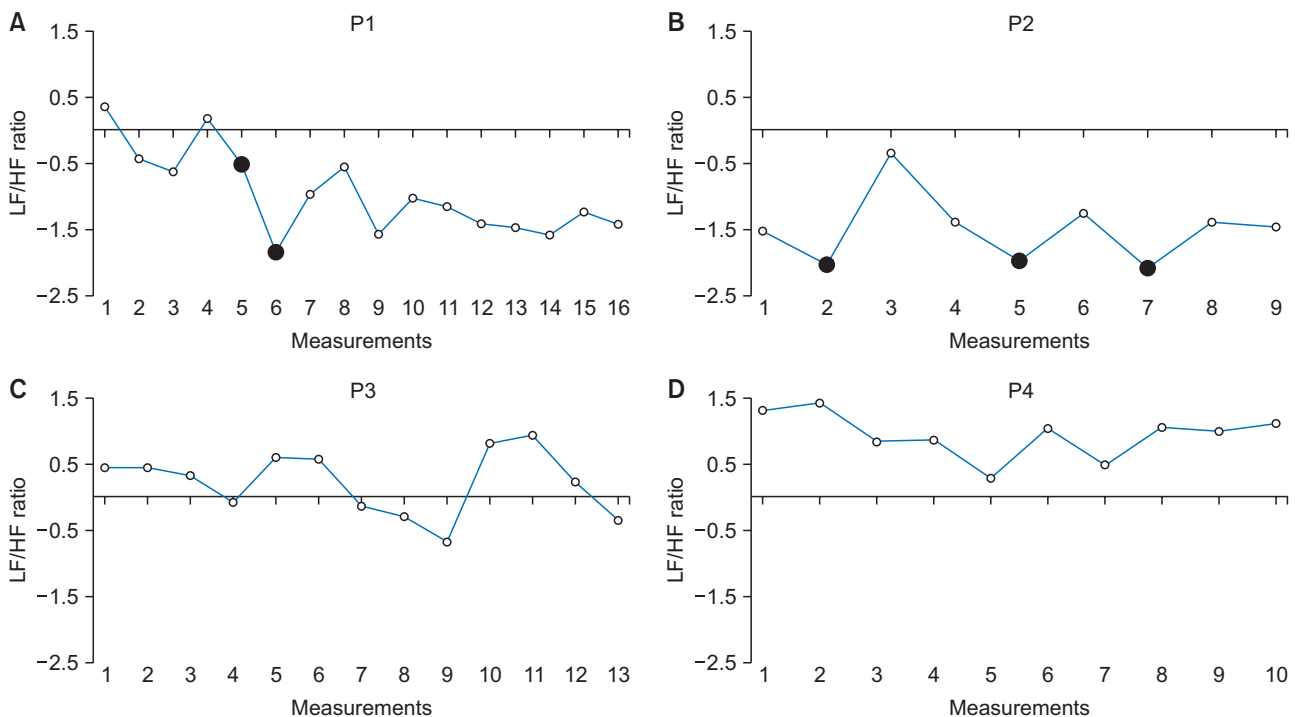 A
P1
1.5
0.5
−0.5
−1.5
−2.5
LF/HF ratio
1 2 3 4 5 6 7 8 9 10 11 12 13 14 15 16
Measurements
B
P2
1.5
0.5
−0.5
−1.5
−2.5
LF/HF ratio
1 2 3 4 5 6 7 8 9
Measurements
C
P3
1.5
0.5
−0.5
−1.5
−2.5
LF/HF ratio
1 2 3 4 5 6 7 8 9 10 11 12 13
Measurements
D
P4
1.5
0.5
−0.5
−1.5
−2.5
LF/HF ratio
1 2 3 4 5 6 7 8 9 10
Measurements